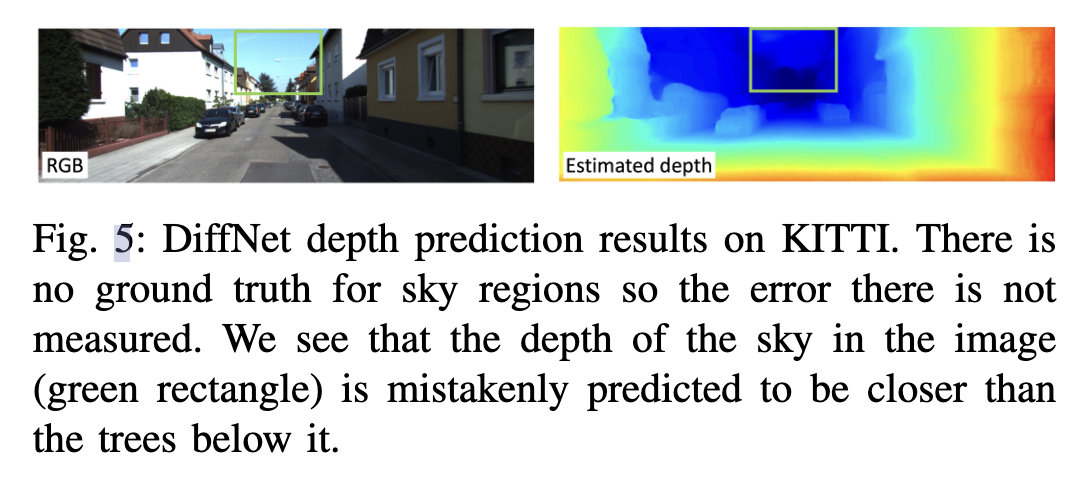 RGB
Estimated depth
Fig. 5: DiffNet depth prediction results on KITTI. There is
no ground truth for sky regions so the error there is not
measured. We see that the depth of the sky in the image
(green rectangle) is mistakenly predicted to be closer than
the trees below it.